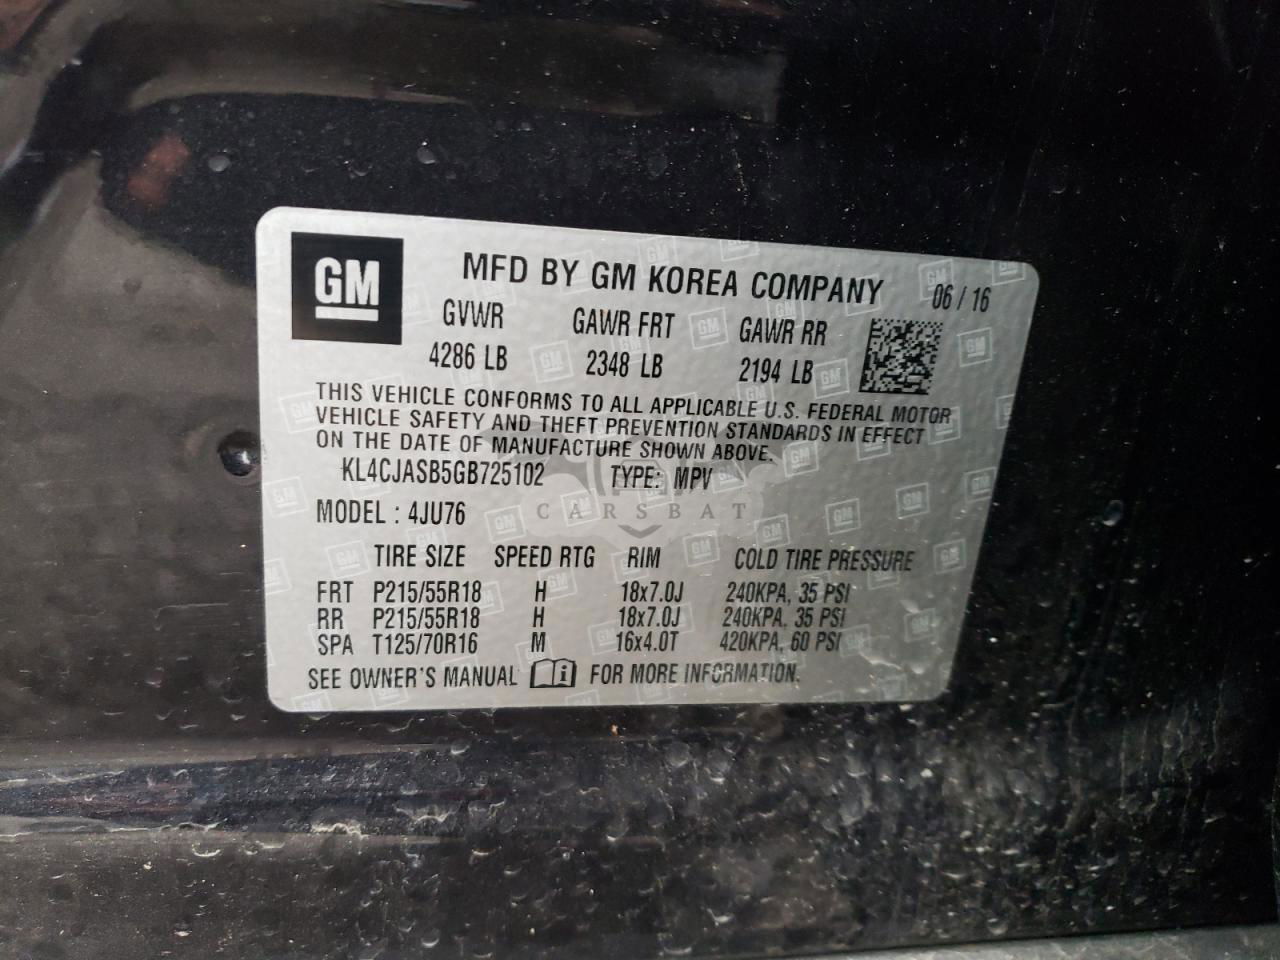 GM
MFD BY GM KOREA COMPANY 06 / 16
GVWR GAWR FRT GAWR RR
4286 LB 2348 LB 2194 LB
THIS VEHICLE CONFORMS TO ALL APPLICABLE U.S. FEDERAL MOTOR
VEHICLE SAFETY AND THEFT PREVENTION STANDARDS IN EFFECT
ON THE DATE OF MANUFACTURE SHOWN ABOVE.
KL4CJASB5GB725102 TYPE: MPV
CARSBAT
MODEL : 4JU76
TIRE SIZE SPEED RTG RIM COLD TIRE PRESSURE
FRT P215/55R18 H 18x7.0J 240KPA, 35 PSI
RR P215/55R18 H 18x7.0J 240KPA, 35 PSI
SPA T125/70R16 M 16x4.0T 420KPA, 60 PSI
SEE OWNER'S MANUAL i FOR MORE INFORMATION.